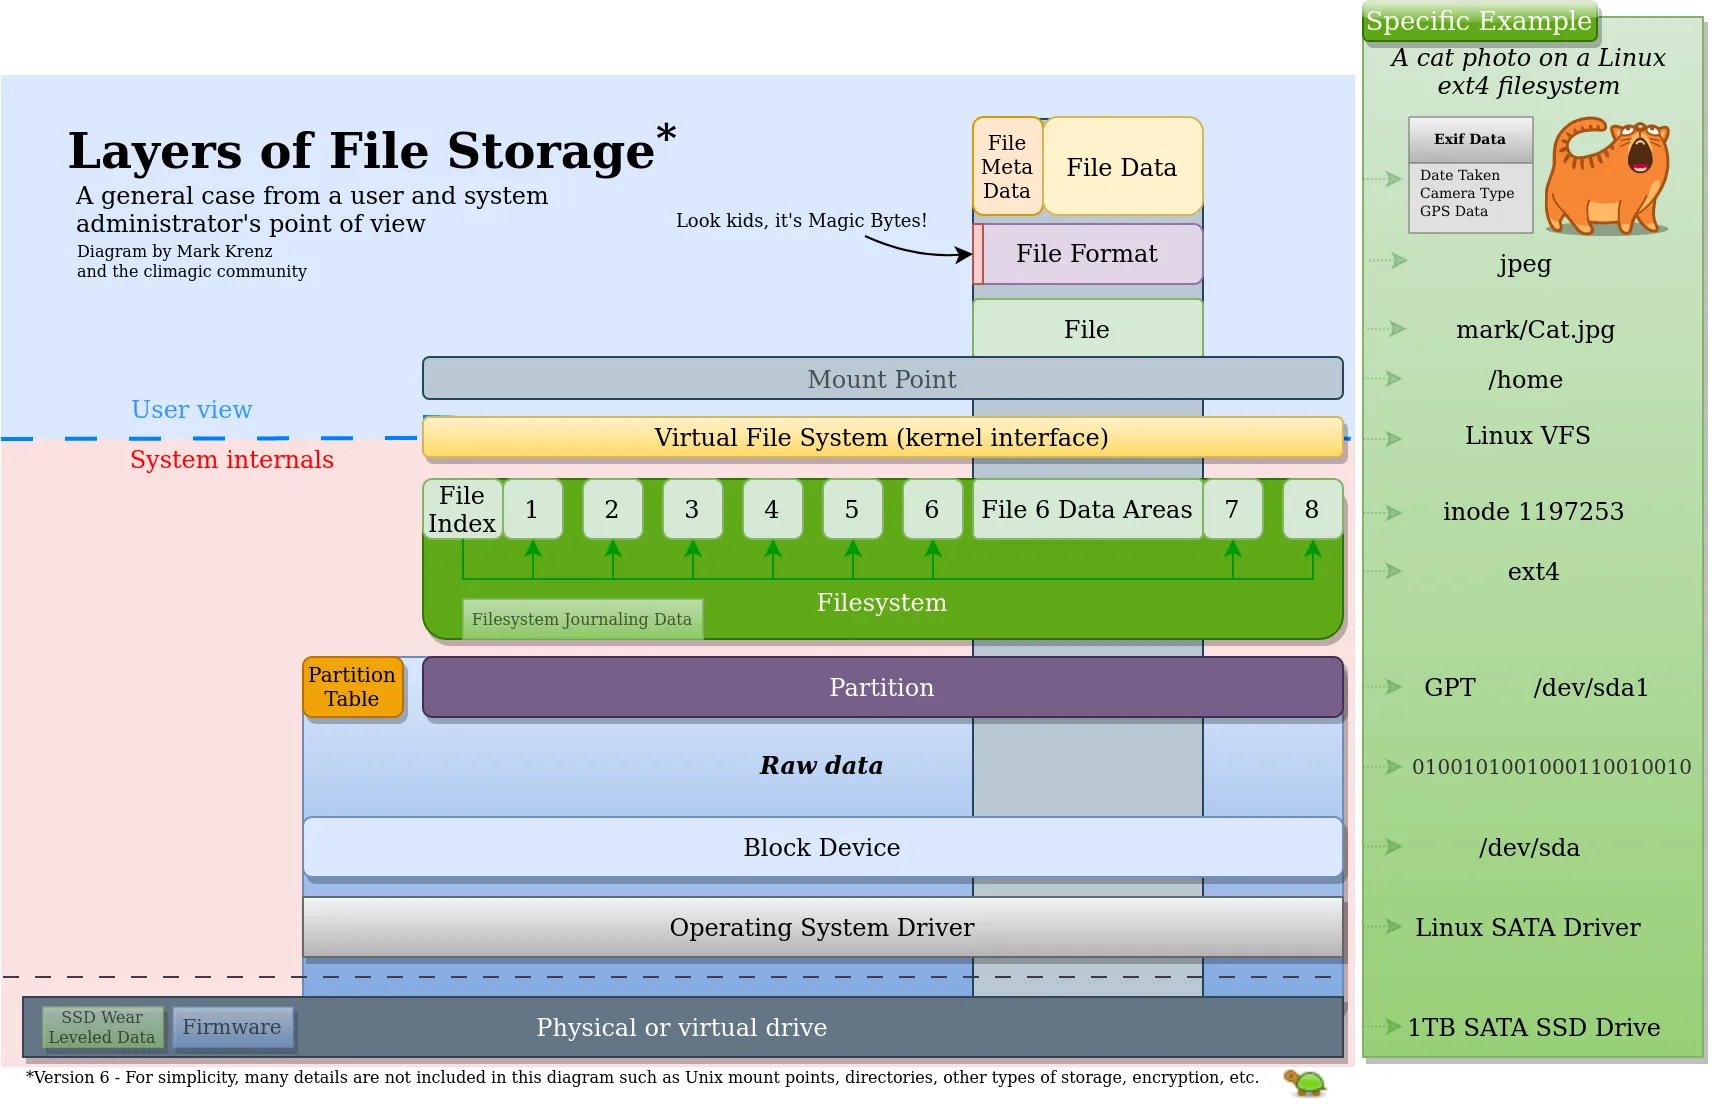 Specific Example
A cat photo on a Linux
ext4 filesystem
Layers of File Storage*
A general case from a user and system
administrator's point of view
Diagram by Mark Krenz
and the climagic community
File
Meta
Data
File Data
Exif Data
Date Taken
Camera Type
GPS Data
Look kids, it's Magic Bytes!
File Format
jpeg
File
mark/Cat.jpg
Mount Point
/home
User view
Virtual File System (kernel interface)
Linux VFS
System internals
File
Index
1
2
3
4
5
6
File 6 Data Areas
7
8
inode 1197253
Filesystem
Filesystem Journaling Data
ext4
Partition
Table
Partition
GPT
/dev/sda1
Raw data
0100101001000110010010
Block Device
/dev/sda
Operating System Driver
Linux SATA Driver
SSD Wear
Leveled Data
Firmware
Physical or virtual drive
1TB SATA SSD Drive
*Version 6 - For simplicity, many details are not included in this diagram such as Unix mount points, directories, other types of storage, encryption, etc.